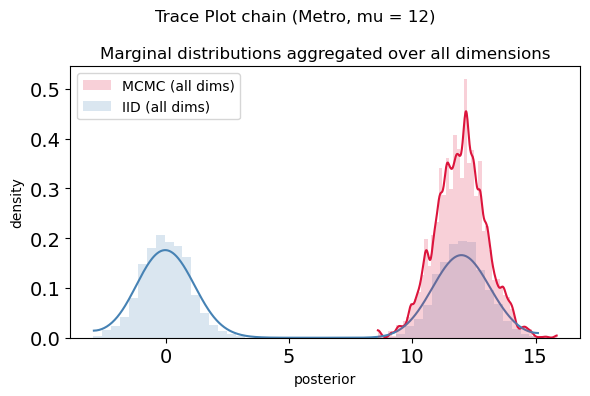 Trace Plot chain (Metro, mu = 12)
Marginal distributions aggregated over all dimensions
MCMC (all dims)
IID (all dims)
density
0.5
0.4
0.3
0.2
0.1
0.0
0 5 10 15
posterior